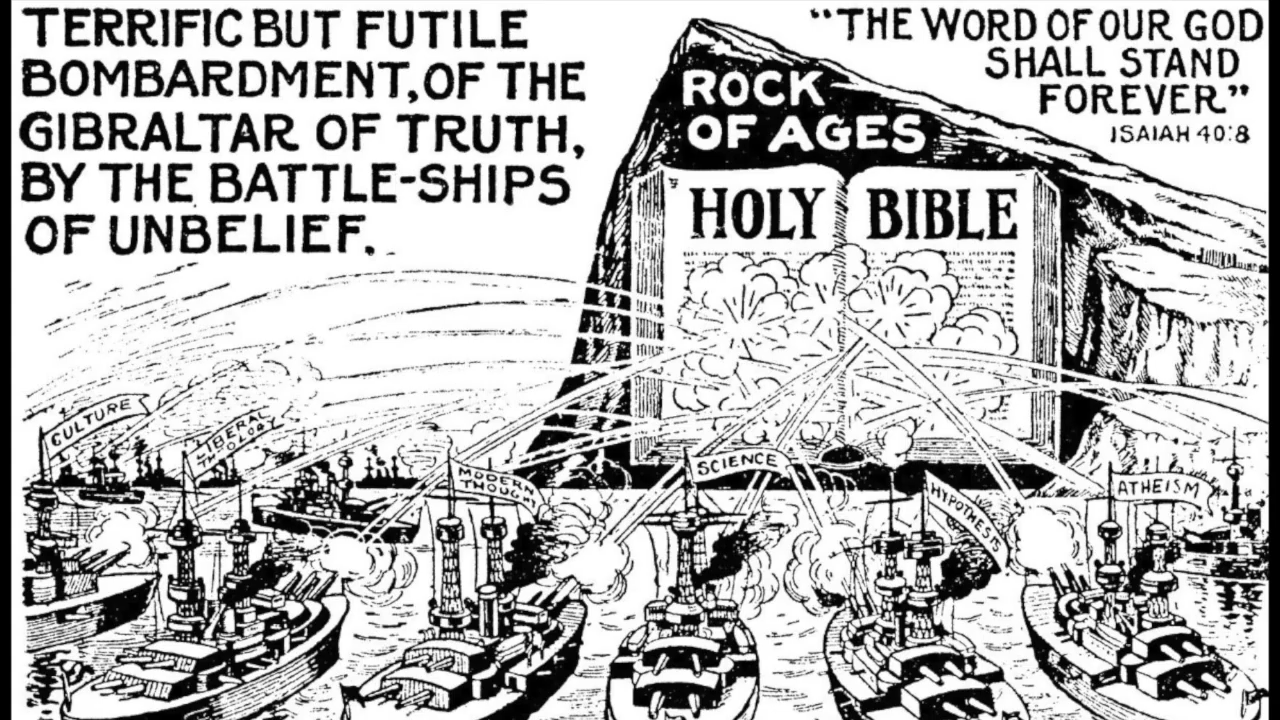 TERRIFIC BUT FUTILE
BOMBARDMENT, OF THE
GIBRALTAR OF TRUTH,
BY THE BATTLE-SHIPS
OF UNBELIEF.
"THE WORD OF OUR GOD
SHALL STAND
FOREVER."
ISAIAH 40:8
ROCK
OF AGES
HOLY BIBLE
CULTURE
LIBERAL
THEOLOGY
MODERN
THOUGHT
SCIENCE
HYPOTHESIS
ATHEISM